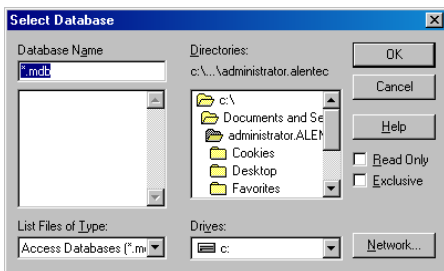 Select Database
Database Name
*.mdb
Directories:
c:\...\administrator.alentec
c:\
Documents and Se
administrator.ALEN
Cookies
Desktop
Favorites
OK
Cancel
Help
Read Only
Exclusive
List Files of Type:
Access Databases (*.m
Drives:
c:
Network...